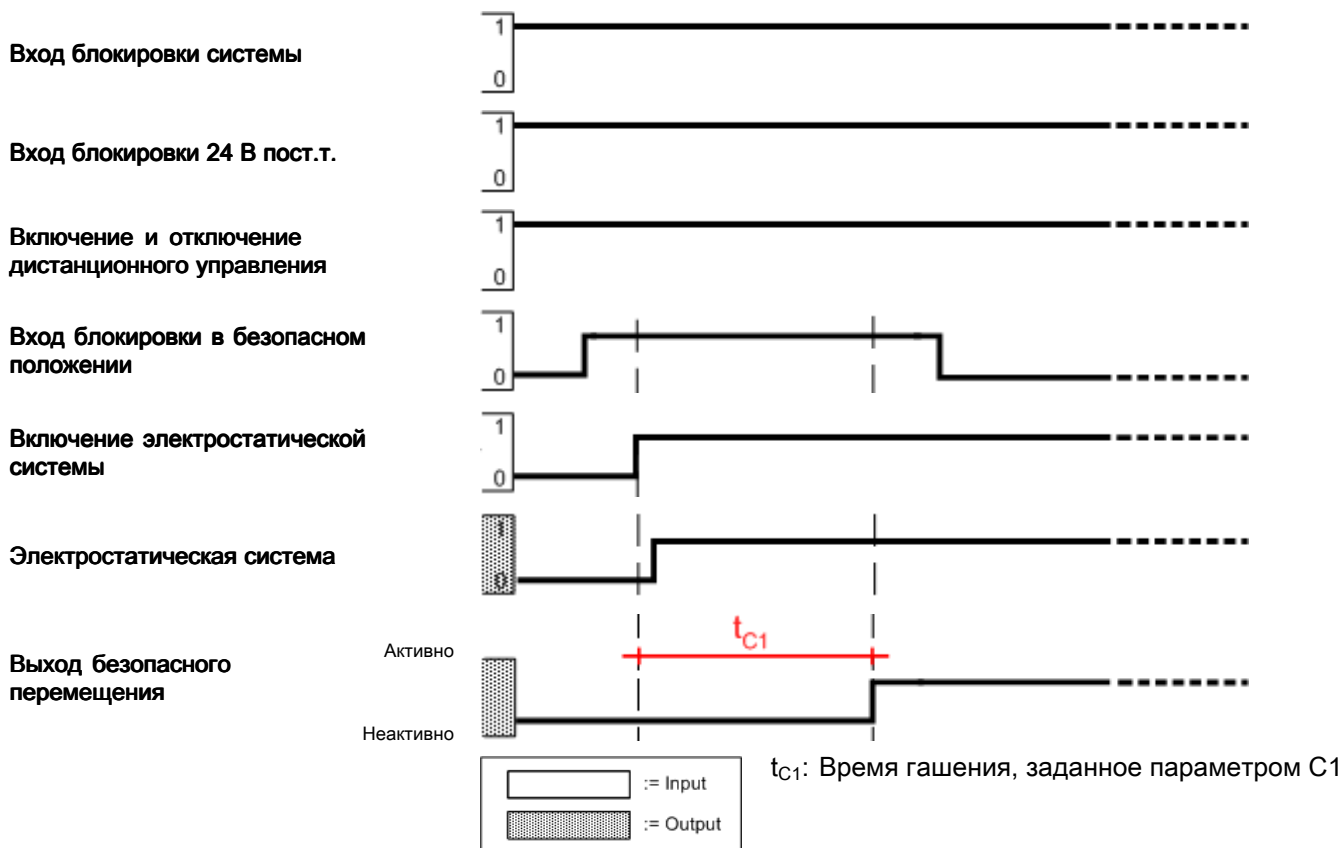 1
Вход блокировки системы
0
1
Вход блокировки 24 В пост.т.
0
1
Включение и отключение
дистанционного управления
0
1
Вход блокировки в безопасном
положении
0
1
Включение электростатической
системы
0
1
Электростатическая система
0
tC1
Активно
Выход безопасного
перемещения
Неактивно
tC1: Время гашения, заданное параметром C1
:= Input
:= Output